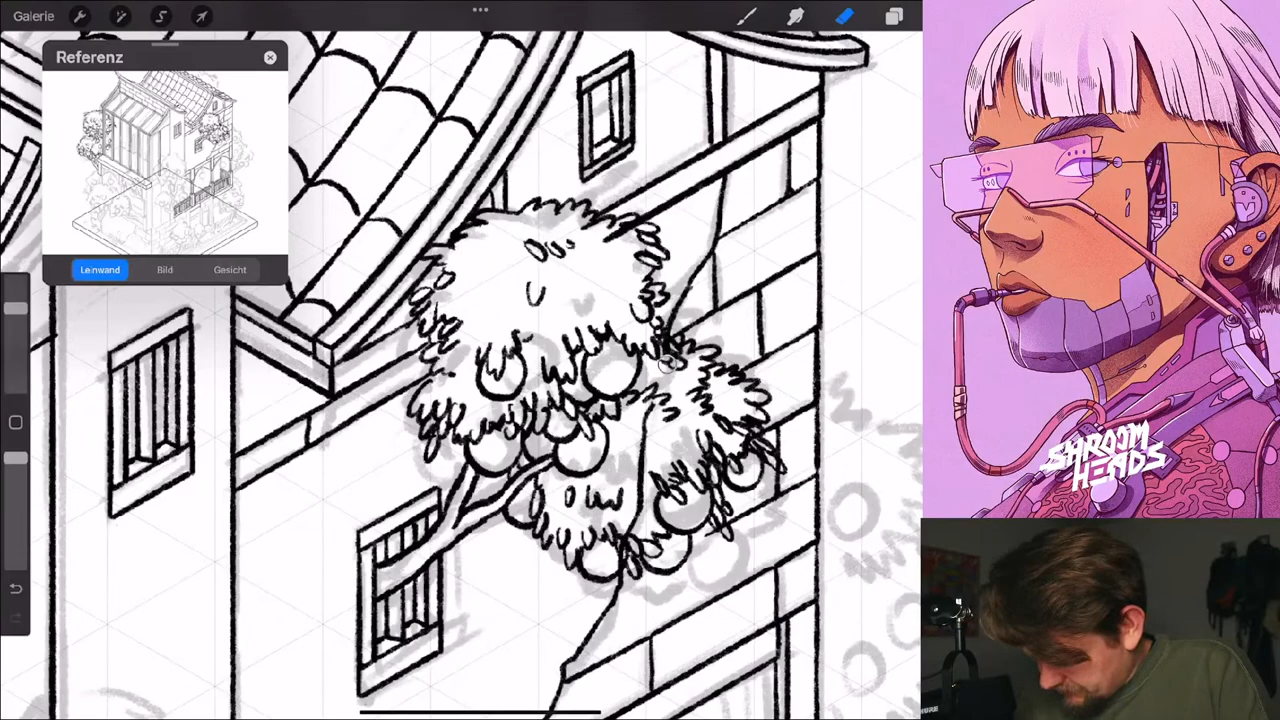 Galerie
Referenz
Leinwand
Bild
Gesicht
SHROOM
HEADS